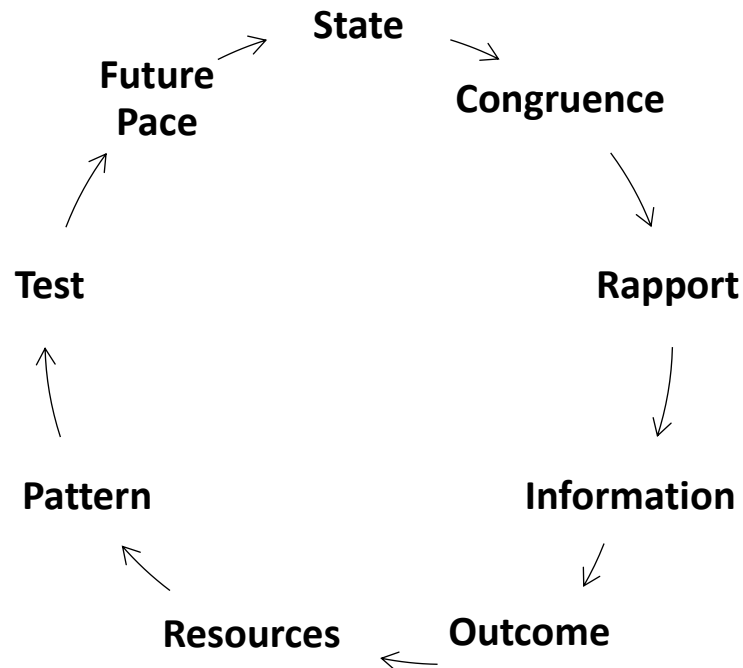 State
Congruence
Rapport
Information
Outcome
Resources
Pattern
Test
Future
Pace